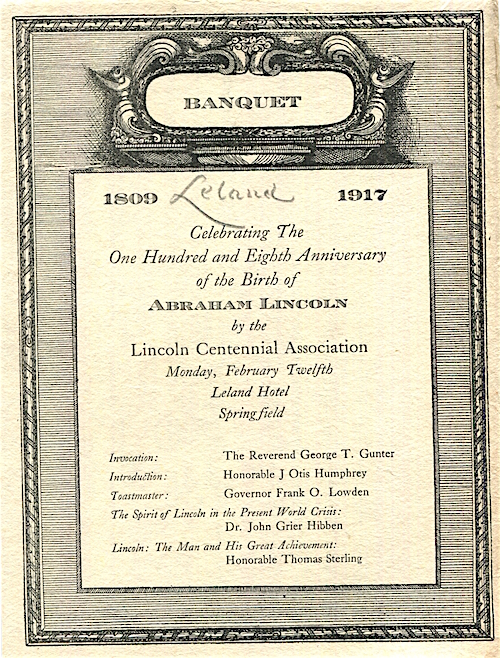 BANQUET
1809 Leland 1917
Celebrating The
One Hundred and Eighth Anniversary
of the Birth of
ABRAHAM LINCOLN
by the
Lincoln Centennial Association
Monday, February Twelfth
Leland Hotel
Springfield
Invocation: The Reverend George T. Gunter
Introduction: Honorable J Otis Humphrey
Toastmaster: Governor Frank O. Lowden
The Spirit of Lincoln in the Present World Crisis:
Dr. John Grier Hibben
Lincoln: The Man and His Great Achievement:
Honorable Thomas Sterling